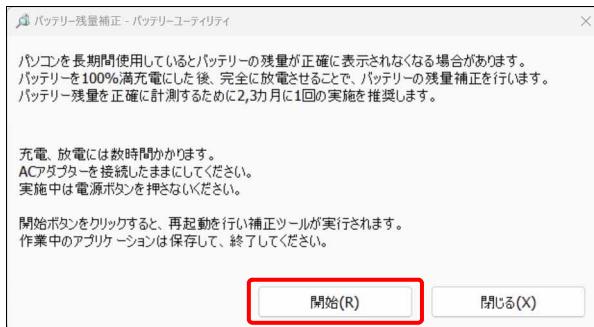 バッテリー残量補正 - バッテリーユーティリティ
パソコンを長期間使用しているとバッテリーの残量が正確に表示されなくなる場合があります。
バッテリーを100%満充電にした後、完全に放電させることで、バッテリーの残量補正を行います。
バッテリー残量を正確に計測するために2,3カ月に1回の実施を推奨します。
充電、放電には数時間かかります。
ACアダプターを接続したままにしてください。
実施中は電源ボタンを押さないください。
開始ボタンをクリックすると、再起動を行い補正ツールが実行されます。
作業中のアプリケーションは保存して、終了してください。
開始(R)
閉じる(X)